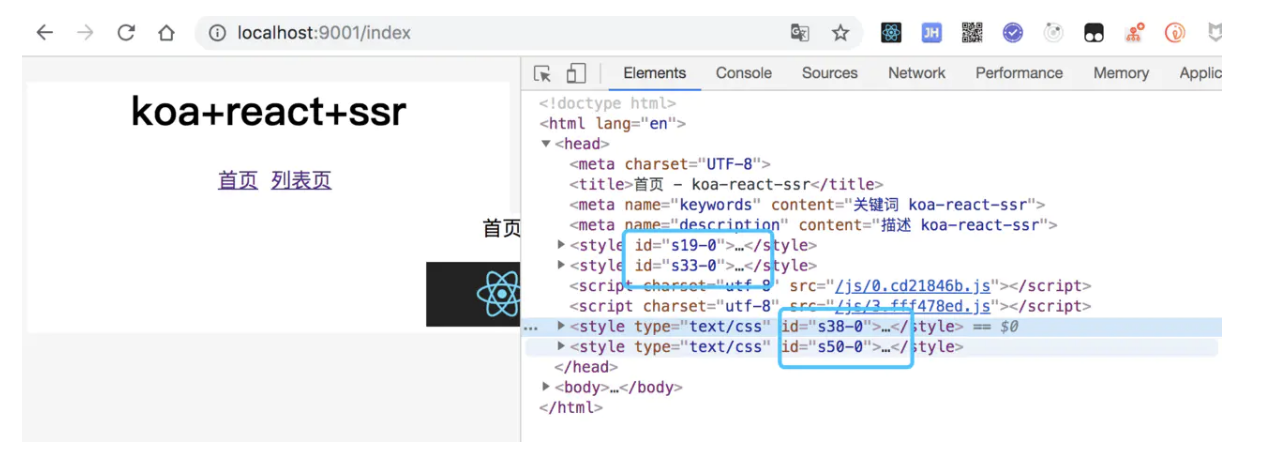 localhost:9001/index
JH
koa+react+ssr
首页 列表页
首页
Elements Console Sources Network Performance Memory Applic
<!doctype html>
<html lang="en">
▼<head>
<meta charset="UTF-8">
<title>首页 - koa-react-ssr</title>
<meta name="keywords" content="关键词 koa-react-ssr">
<meta name="description" content="描述 koa-react-ssr">
▶<style id="s19-0">…</style>
▶<style id="s33-0">…</style>
<script charset="utf-8" src="/js/0.cd21846b.js"></script>
<script charset="utf-8" src="/js/3.fff478ed.js"></script>
… ▶<style type="text/css" id="s38-0">…</style> == $0
▶<style type="text/css" id="s50-0">…</style>
</head>
▶<body>…</body>
</html>